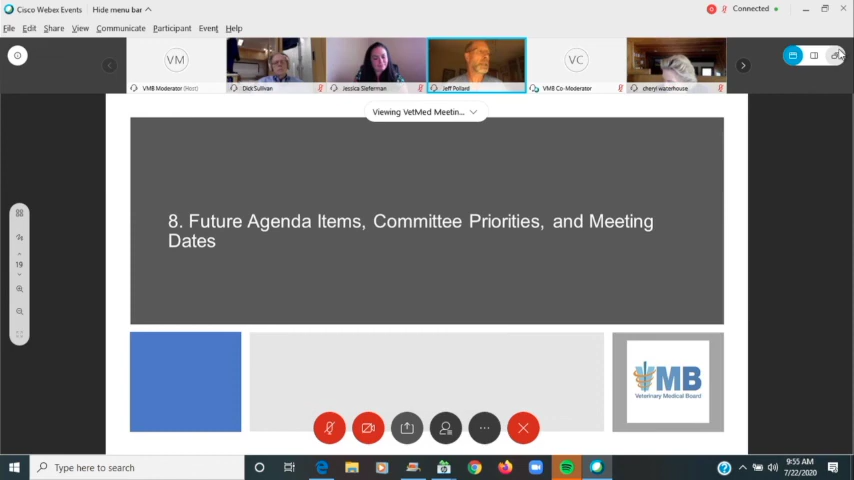 Cisco Webex Events
Hide menu bar
Connected
File Edit Share View Communicate Participant Event Help
VM
VC
VMB Moderator (Host)
Dick Sullivan
Jessica Sieferman
Jeff Pollard
VMB Co-Moderator
cheryl waterhouse
Viewing VetMed Meetin...
8. Future Agenda Items, Committee Priorities, and Meeting
Dates
19
VMB
Veterinary Medical Board
Type here to search
9:55 AM
7/22/2020